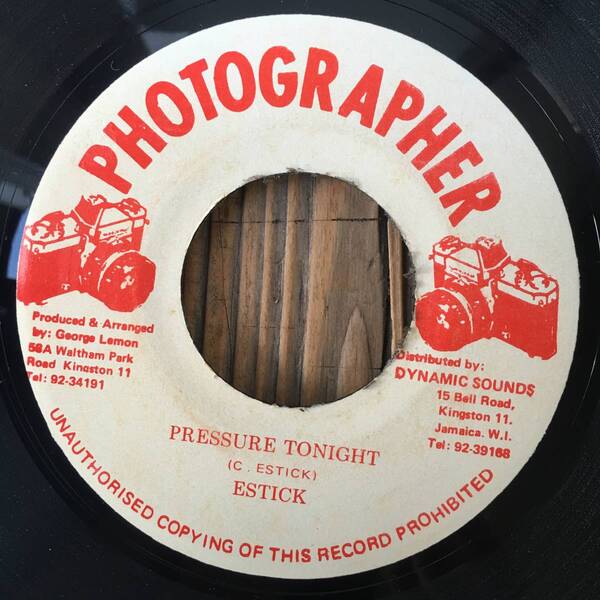 PHOTOGRAPHER
Produced & Arranged
by: George Lemon
56A Waltham Park
Road Kingston 11
Tel: 92-34191
Distributed by:
DYNAMIC SOUNDS
15 Bell Road,
Kingston 11.
Jamaica. W.I.
Tel: 92-39168
PRESSURE TONIGHT
(C. ESTICK)
ESTICK
UNAUTHORISED COPYING OF THIS RECORD PROHIBITED